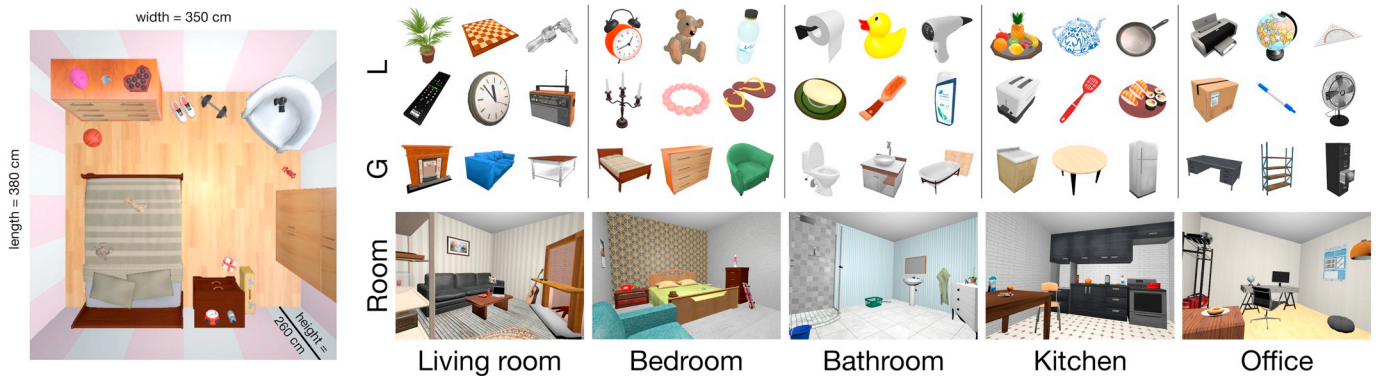 width = 350 cm
length = 380 cm
height =
260 cm
L
G
Room
Living room
Bedroom
Bathroom
Kitchen
Office